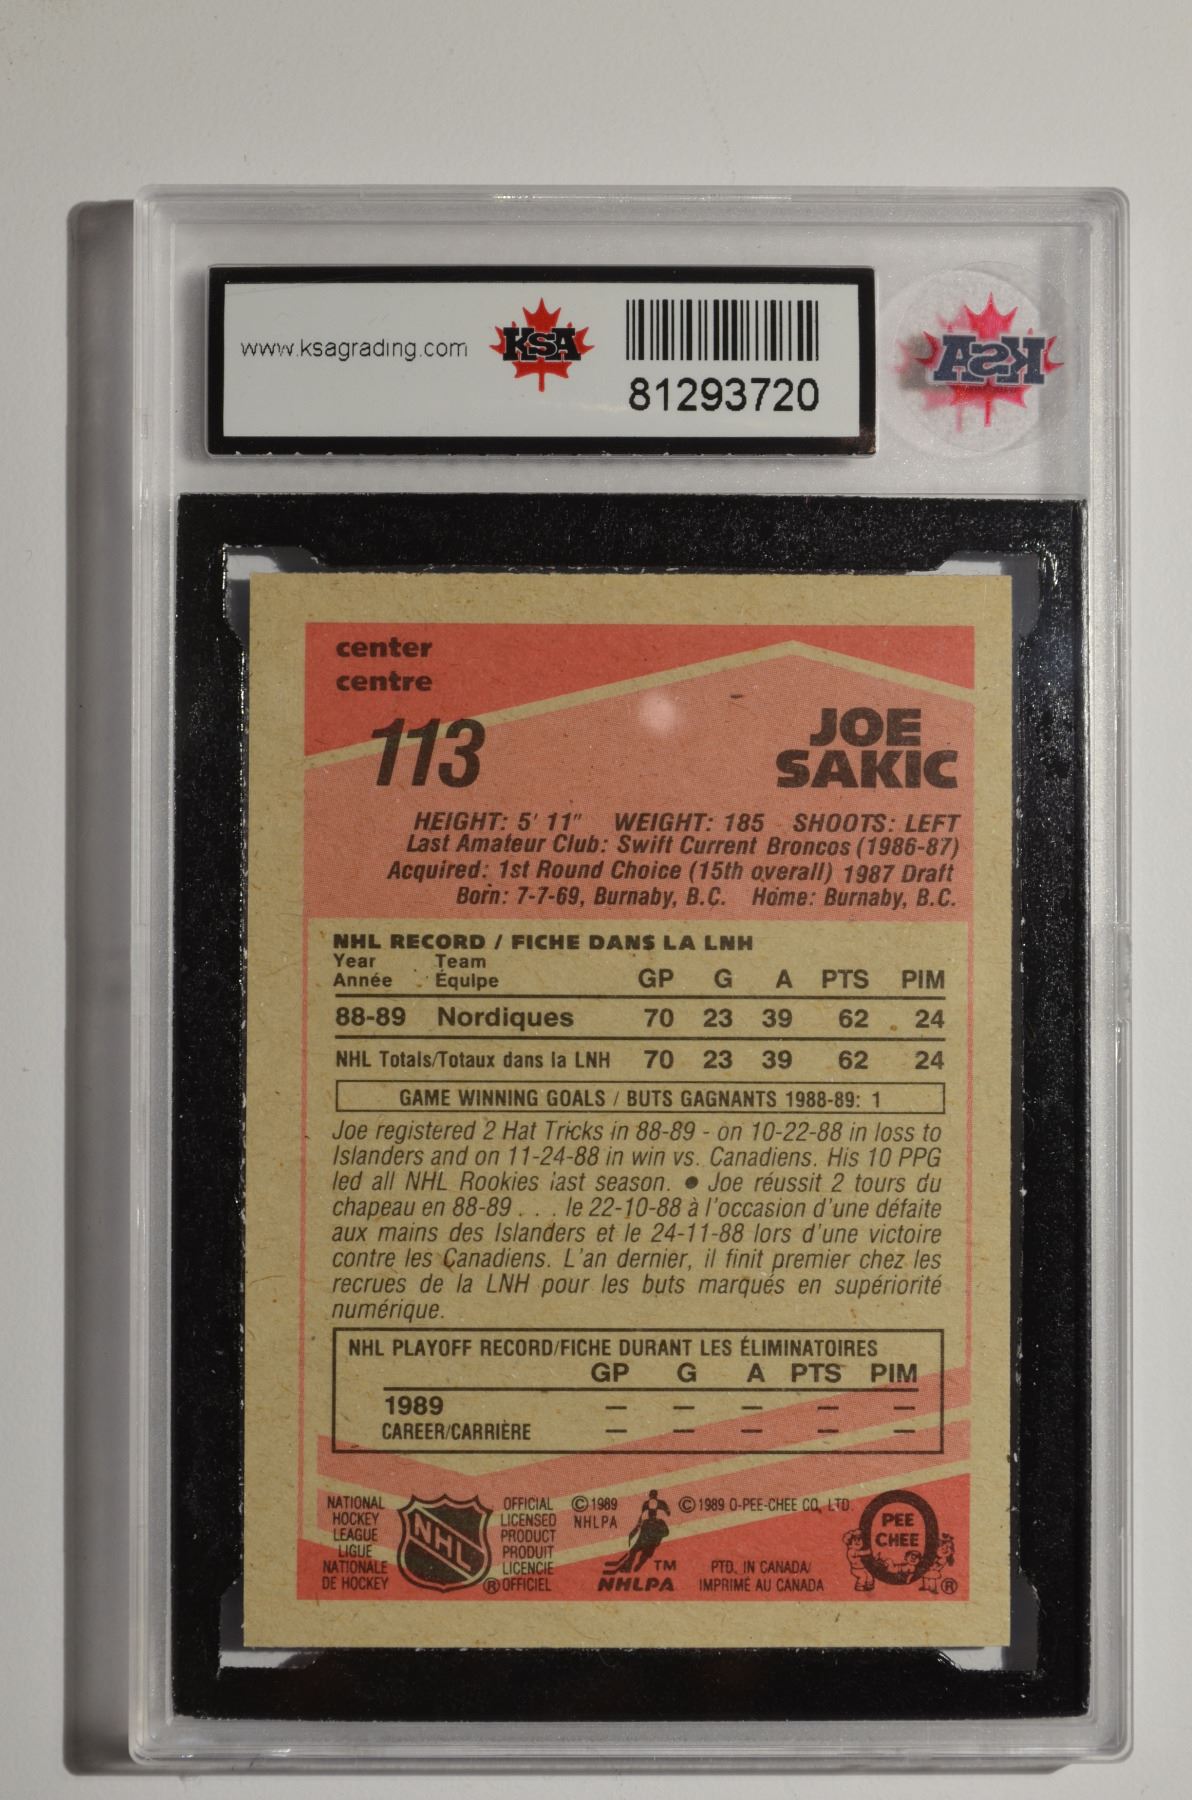 www.ksagrading.com
KSA
81293720
KSA
center
centre
113
JOE
SAKIC
HEIGHT: 5' 11" WEIGHT: 185 SHOOTS: LEFT
Last Amateur Club: Swift Current Broncos (1986-87)
Acquired: 1st Round Choice (15th overall) 1987 Draft
Born: 7-7-69, Burnaby, B.C. Home: Burnaby, B.C.
NHL RECORD / FICHE DANS LA LNH
Year Team
Année Équipe GP G A PTS PIM
88-89 Nordiques 70 23 39 62 24
NHL Totals/Totaux dans la LNH 70 23 39 62 24
GAME WINNING GOALS / BUTS GAGNANTS 1988-89: 1
Joe registered 2 Hat Tricks in 88-89 - on 10-22-88 in loss to
Islanders and on 11-24-88 in win vs. Canadiens. His 10 PPG
led all NHL Rookies last season. ● Joe réussit 2 tours du
chapeau en 88-89 . . . le 22-10-88 à l'occasion d'une défaite
aux mains des Islanders et le 24-11-88 lors d'une victoire
contre les Canadiens. L'an dernier, il finit premier chez les
recrues de la LNH pour les buts marqués en supériorité
numérique.
NHL PLAYOFF RECORD/FICHE DURANT LES ÉLIMINATOIRES
GP G A PTS PIM
1989 — — — — —
CAREER/CARRIÈRE — — — — —
NATIONAL
HOCKEY
LEAGUE
LIGUE
NATIONALE
DE HOCKEY
NHL
OFFICIAL
LICENSED
PRODUCT
PRODUIT
LICENCIE
® OFFICIEL
© 1989
NHLPA
TM
NHLPA
© 1989 O-PEE-CHEE CO. LTD.
PTD. IN CANADA/
IMPRIMÉ AU CANADA
O
PEE
CHEE
®